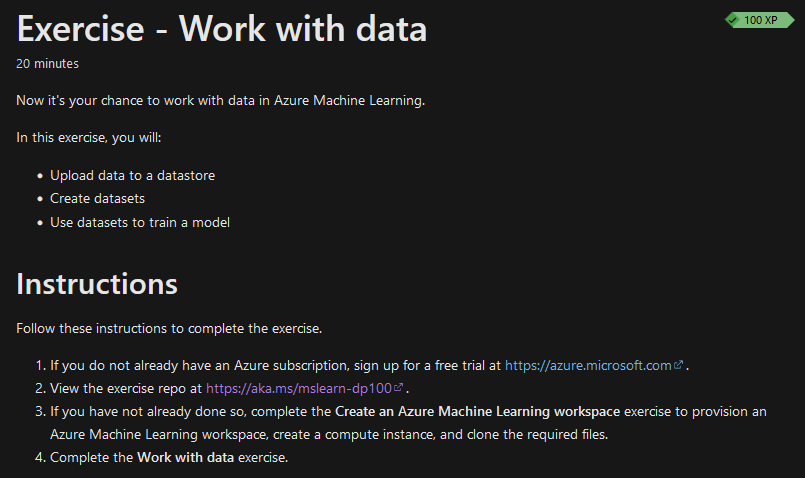 Exercise - Work with data
100 XP
20 minutes
Now it's your chance to work with data in Azure Machine Learning.
In this exercise, you will:
• Upload data to a datastore
• Create datasets
• Use datasets to train a model
Instructions
Follow these instructions to complete the exercise.
1. If you do not already have an Azure subscription, sign up for a free trial at https://azure.microsoft.com .
2. View the exercise repo at https://aka.ms/mslearn-dp100 .
3. If you have not already done so, complete the Create an Azure Machine Learning workspace exercise to provision an
Azure Machine Learning workspace, create a compute instance, and clone the required files.
4. Complete the Work with data exercise.